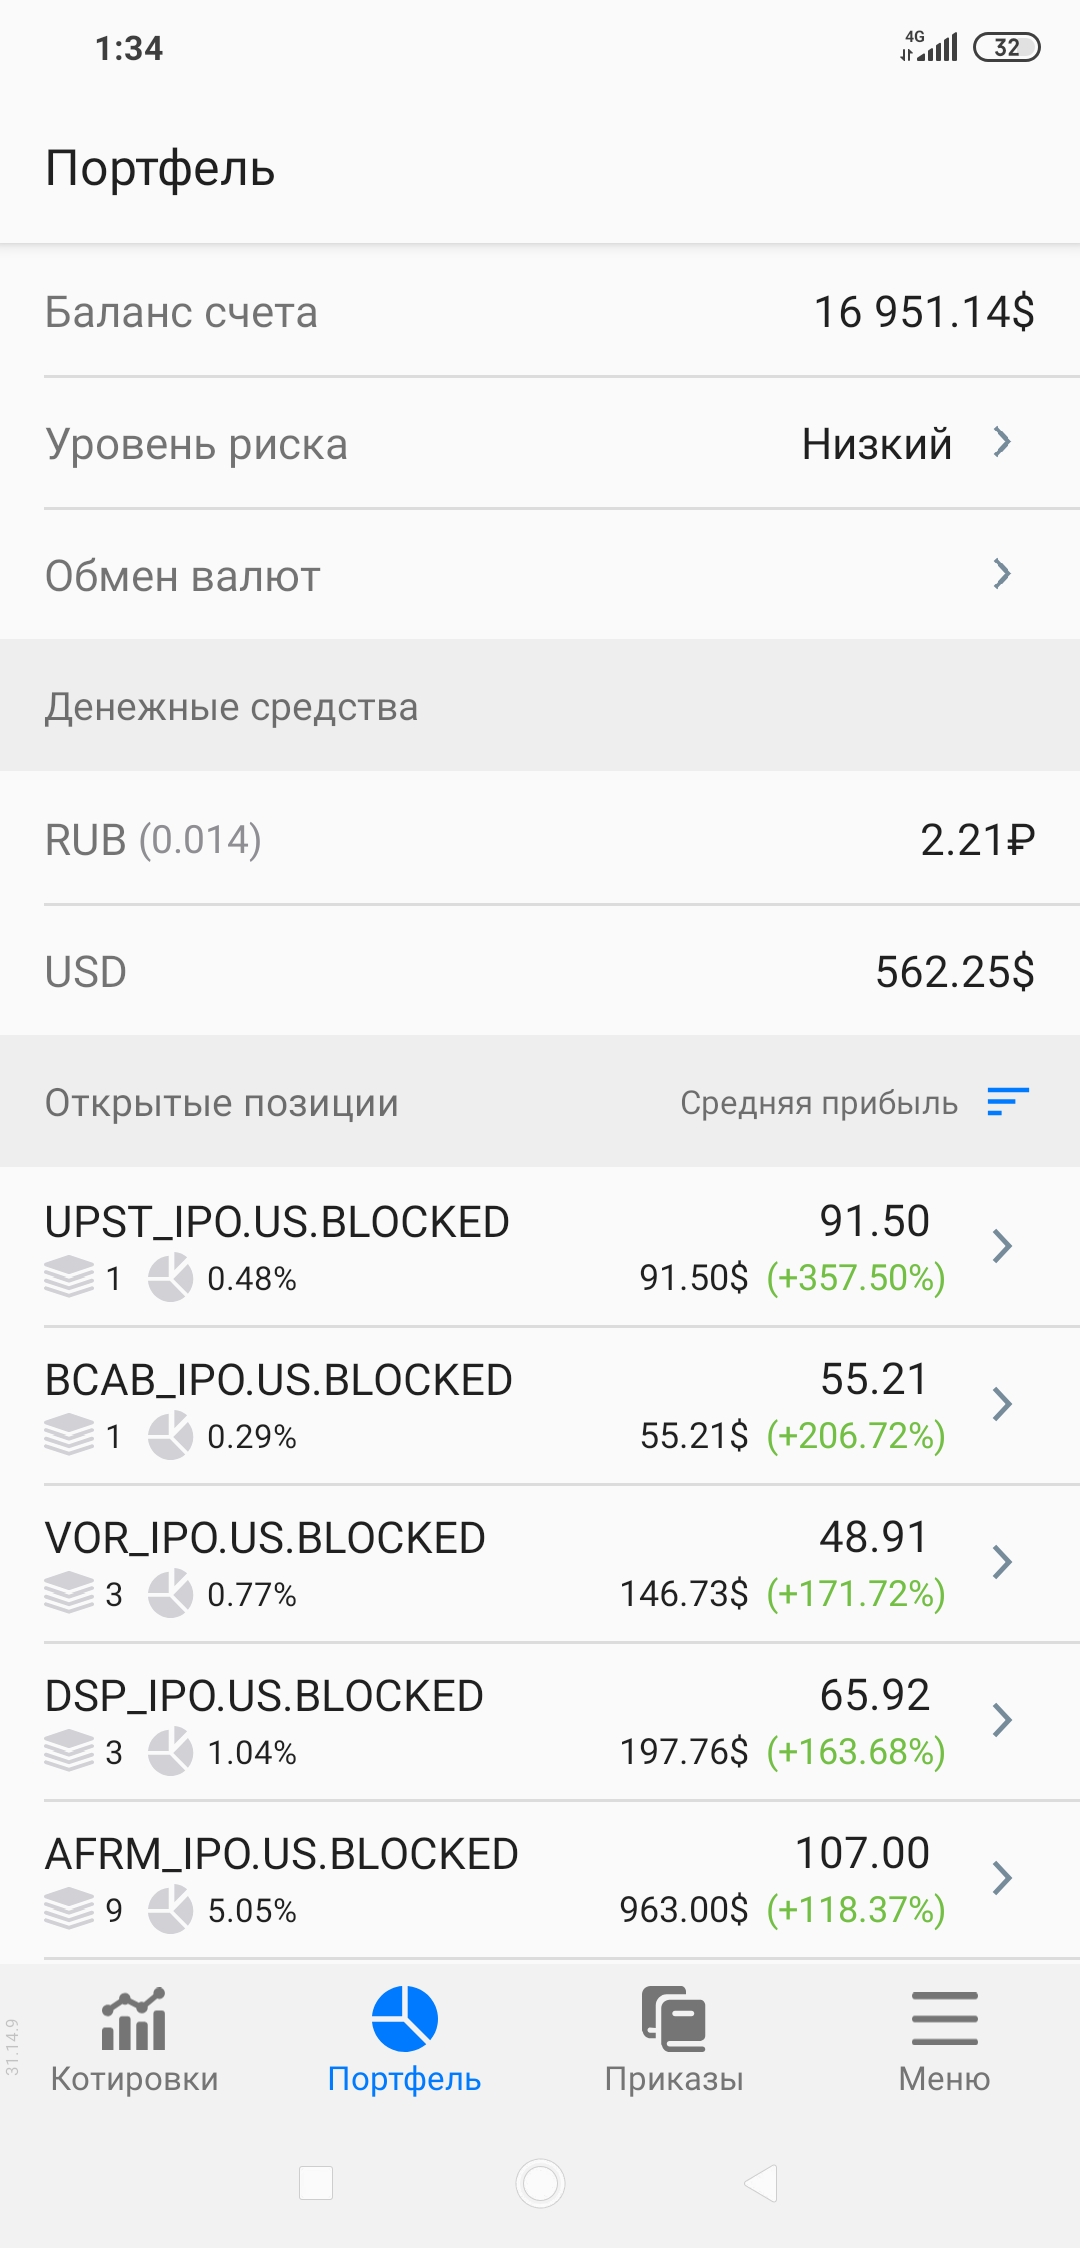 1:34
4G
32
Портфель
Баланс счета 16 951.14$
Уровень риска Низкий
Обмен валют
Денежные средства
RUB (0.014) 2.21₽
USD 562.25$
Открытые позиции Средняя прибыль
UPST_IPO.US.BLOCKED 91.50
1 0.48% 91.50$ (+357.50%)
BCAB_IPO.US.BLOCKED 55.21
1 0.29% 55.21$ (+206.72%)
VOR_IPO.US.BLOCKED 48.91
3 0.77% 146.73$ (+171.72%)
DSP_IPO.US.BLOCKED 65.92
3 1.04% 197.76$ (+163.68%)
AFRM_IPO.US.BLOCKED 107.00
9 5.05% 963.00$ (+118.37%)
31.14.9
Котировки Портфель Приказы Меню